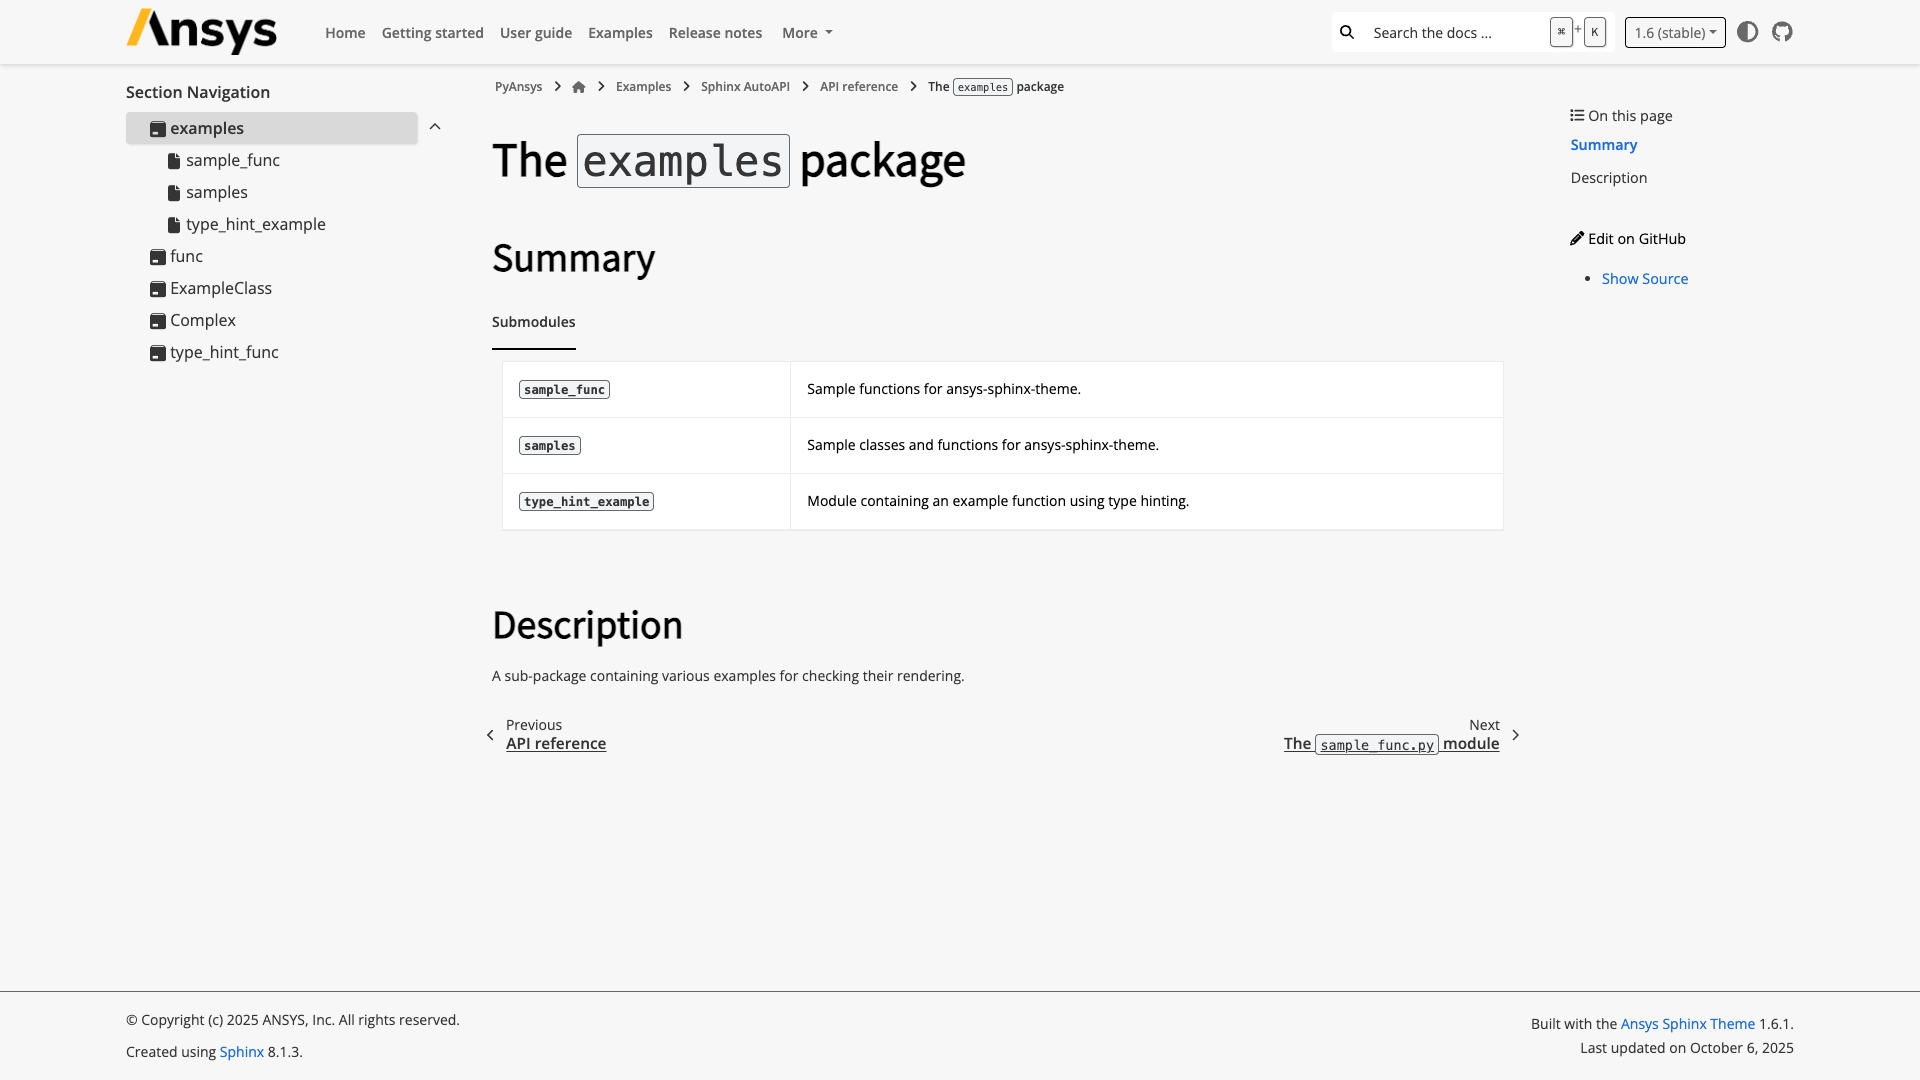 Ansys
Home Getting started User guide Examples Release notes More
Search the docs ... ⌘ + K
1.6 (stable)
Section Navigation
examples
sample_func
samples
type_hint_example
func
ExampleClass
Complex
type_hint_func
PyAnsys > > Examples > Sphinx AutoAPI > API reference > The examples package
The examples package
Summary
Submodules
sample_func Sample functions for ansys-sphinx-theme.
samples Sample classes and functions for ansys-sphinx-theme.
type_hint_example Module containing an example function using type hinting.
Description
A sub-package containing various examples for checking their rendering.
Previous
API reference
Next
The sample_func.py module
On this page
Summary
Description
Edit on GitHub
• Show Source
© Copyright (c) 2025 ANSYS, Inc. All rights reserved.
Created using Sphinx 8.1.3.
Built with the Ansys Sphinx Theme 1.6.1.
Last updated on October 6, 2025